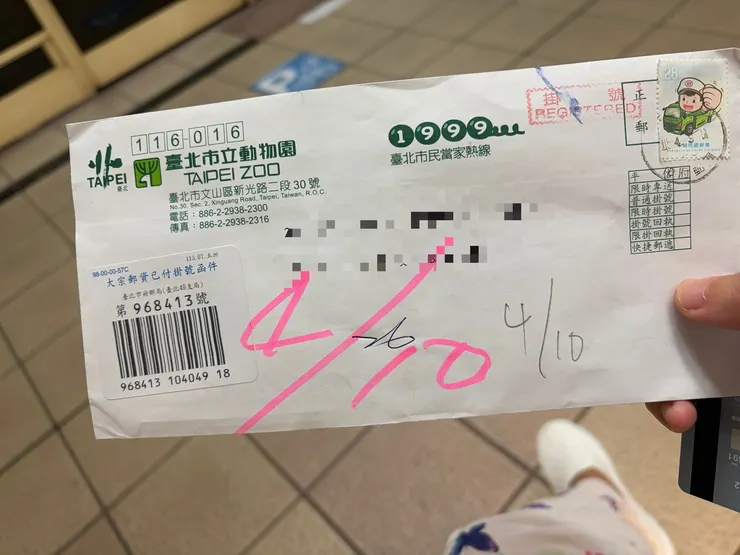 116-016
臺北市立動物園
TAIPEI ZOO
TAIPEI
臺北
臺北市文山區新光路二段30號
No.30, Sec. 2, Xinguang Road, Taipei, Taiwan, R.O.C.
電話：886-2-2938-2300
傳真：886-2-2938-2316
1999
臺北市民當家熱線
掛 號
REGISTERED
正
郵
28
限時專送
普通掛號
限時掛號
掛號回執
限掛回執
快捷郵遞
98-00-00-57C
大宗郵資已付掛號函件
第 968413 號
968413 104049 18
4/10
26
4/10